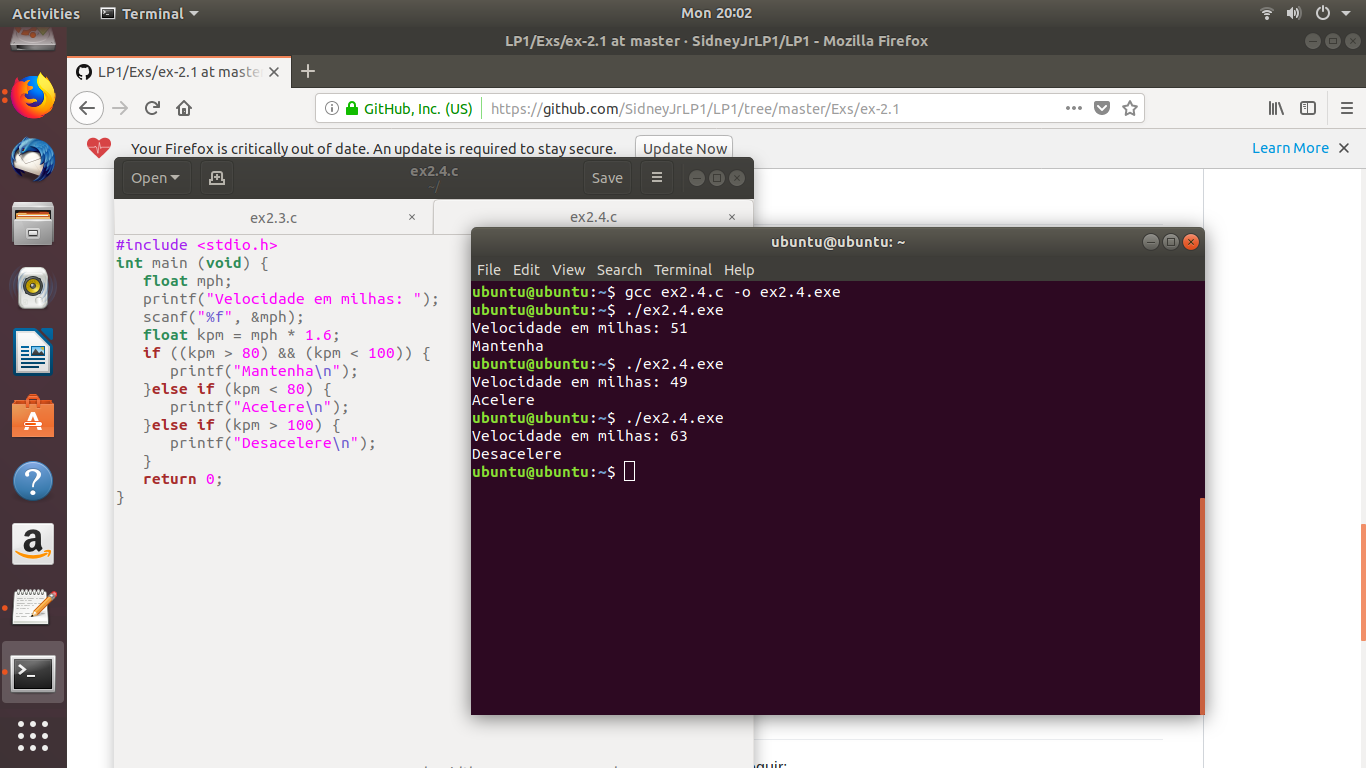 Activities Terminal Mon 20:02
LP1/Exs/ex-2.1 at master · SidneyJrLP1/LP1 - Mozilla Firefox
LP1/Exs/ex-2.1 at maste
GitHub, Inc. (US) https://github.com/SidneyJrLP1/LP1/tree/master/Exs/ex-2.1
Your Firefox is critically out of date. An update is required to stay secure. Update Now Learn More
Open ex2.4.c Save
~/
ex2.3.c × ex2.4.c ×
#include <stdio.h>
int main (void) {
float mph;
printf("Velocidade em milhas: ");
scanf("%f", &mph);
float kpm = mph * 1.6;
if ((kpm > 80) && (kpm < 100)) {
printf("Mantenha\n");
}else if (kpm < 80) {
printf("Acelere\n");
}else if (kpm > 100) {
printf("Desacelere\n");
}
return 0;
}
ubuntu@ubuntu: ~
File Edit View Search Terminal Help
ubuntu@ubuntu:~$ gcc ex2.4.c -o ex2.4.exe
ubuntu@ubuntu:~$ ./ex2.4.exe
Velocidade em milhas: 51
Mantenha
ubuntu@ubuntu:~$ ./ex2.4.exe
Velocidade em milhas: 49
Acelere
ubuntu@ubuntu:~$ ./ex2.4.exe
Velocidade em milhas: 63
Desacelere
ubuntu@ubuntu:~$